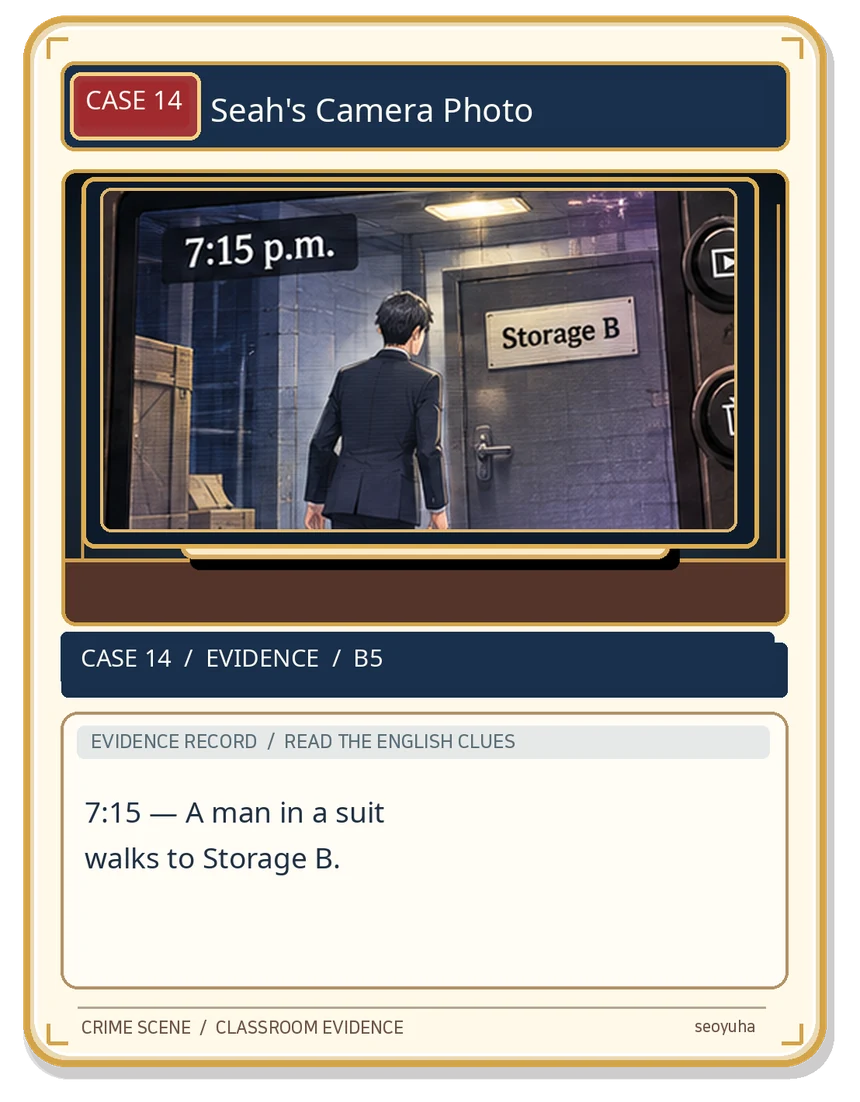 CASE 14
Seah's Camera Photo
7:15 p.m.
Storage B
CASE 14 / EVIDENCE / B5
EVIDENCE RECORD / READ THE ENGLISH CLUES
7:15 — A man in a suit
walks to Storage B.
CRIME SCENE / CLASSROOM EVIDENCE
seoyuha